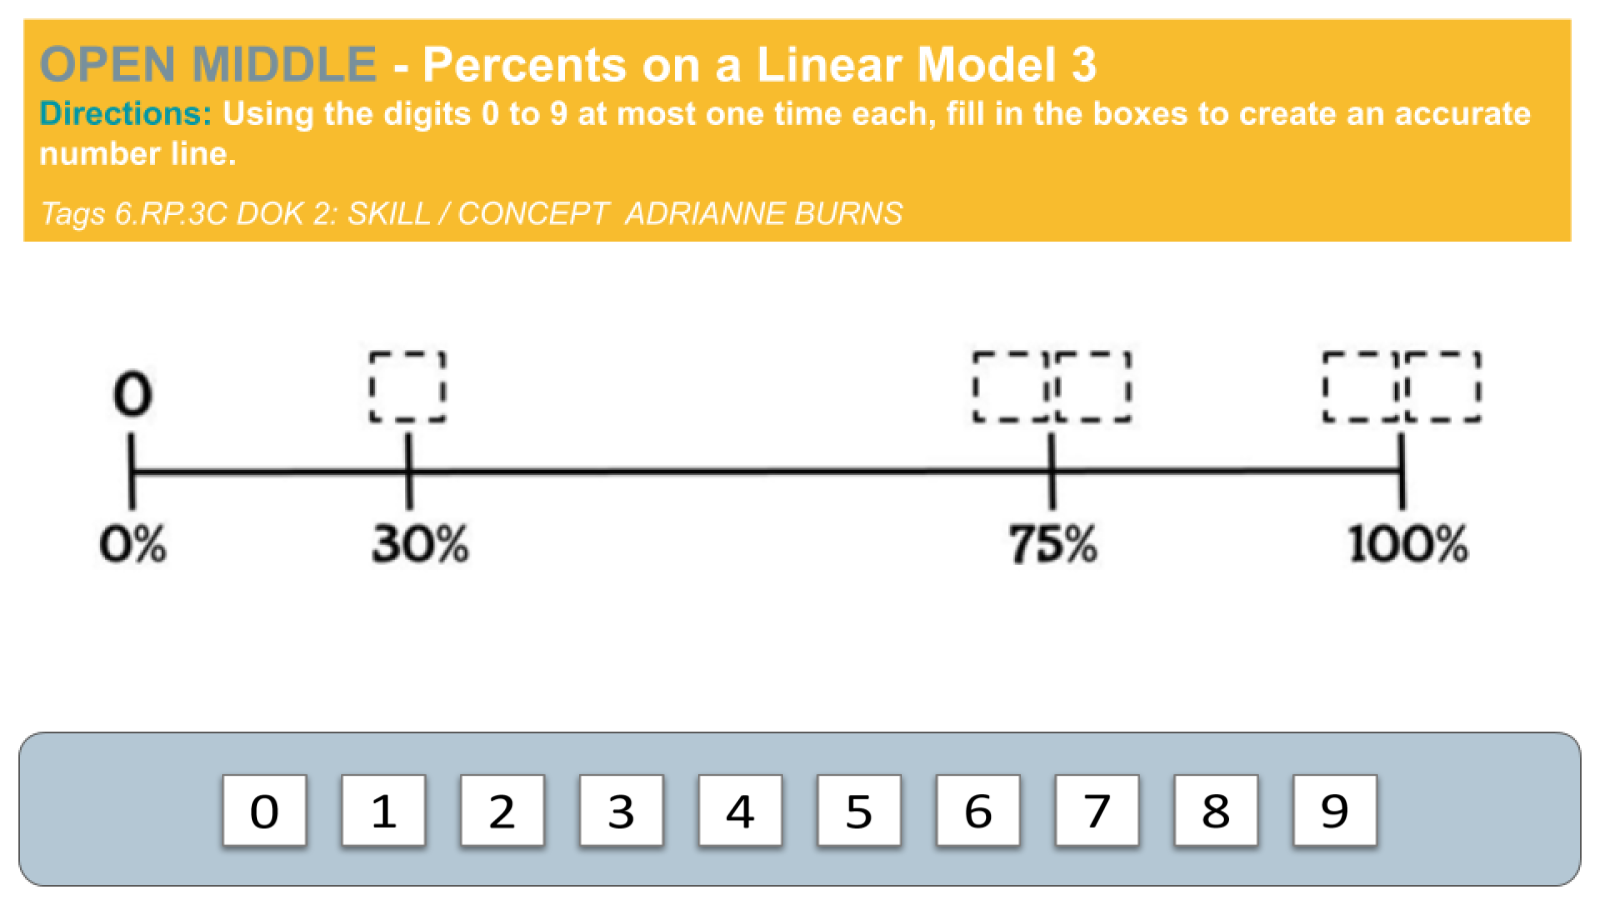 OPEN MIDDLE - Percents on a Linear Model 3
Directions: Using the digits 0 to 9 at most one time each, fill in the boxes to create an accurate
number line.
Tags 6.RP.3C DOK 2: SKILL / CONCEPT ADRIANNE BURNS
0
0% 30% 75% 100%
0 1 2 3 4 5 6 7 8 9